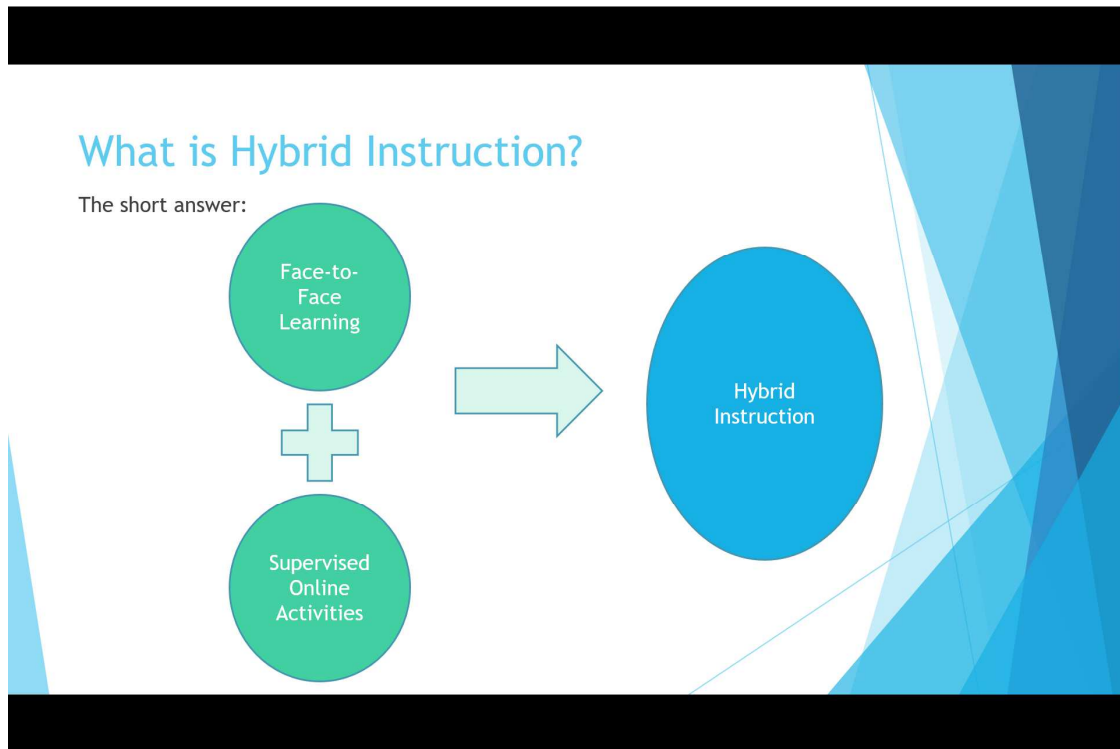 What is Hybrid Instruction?
The short answer:
Face-to-
Face
Learning
Supervised
Online
Activities
Hybrid
Instruction